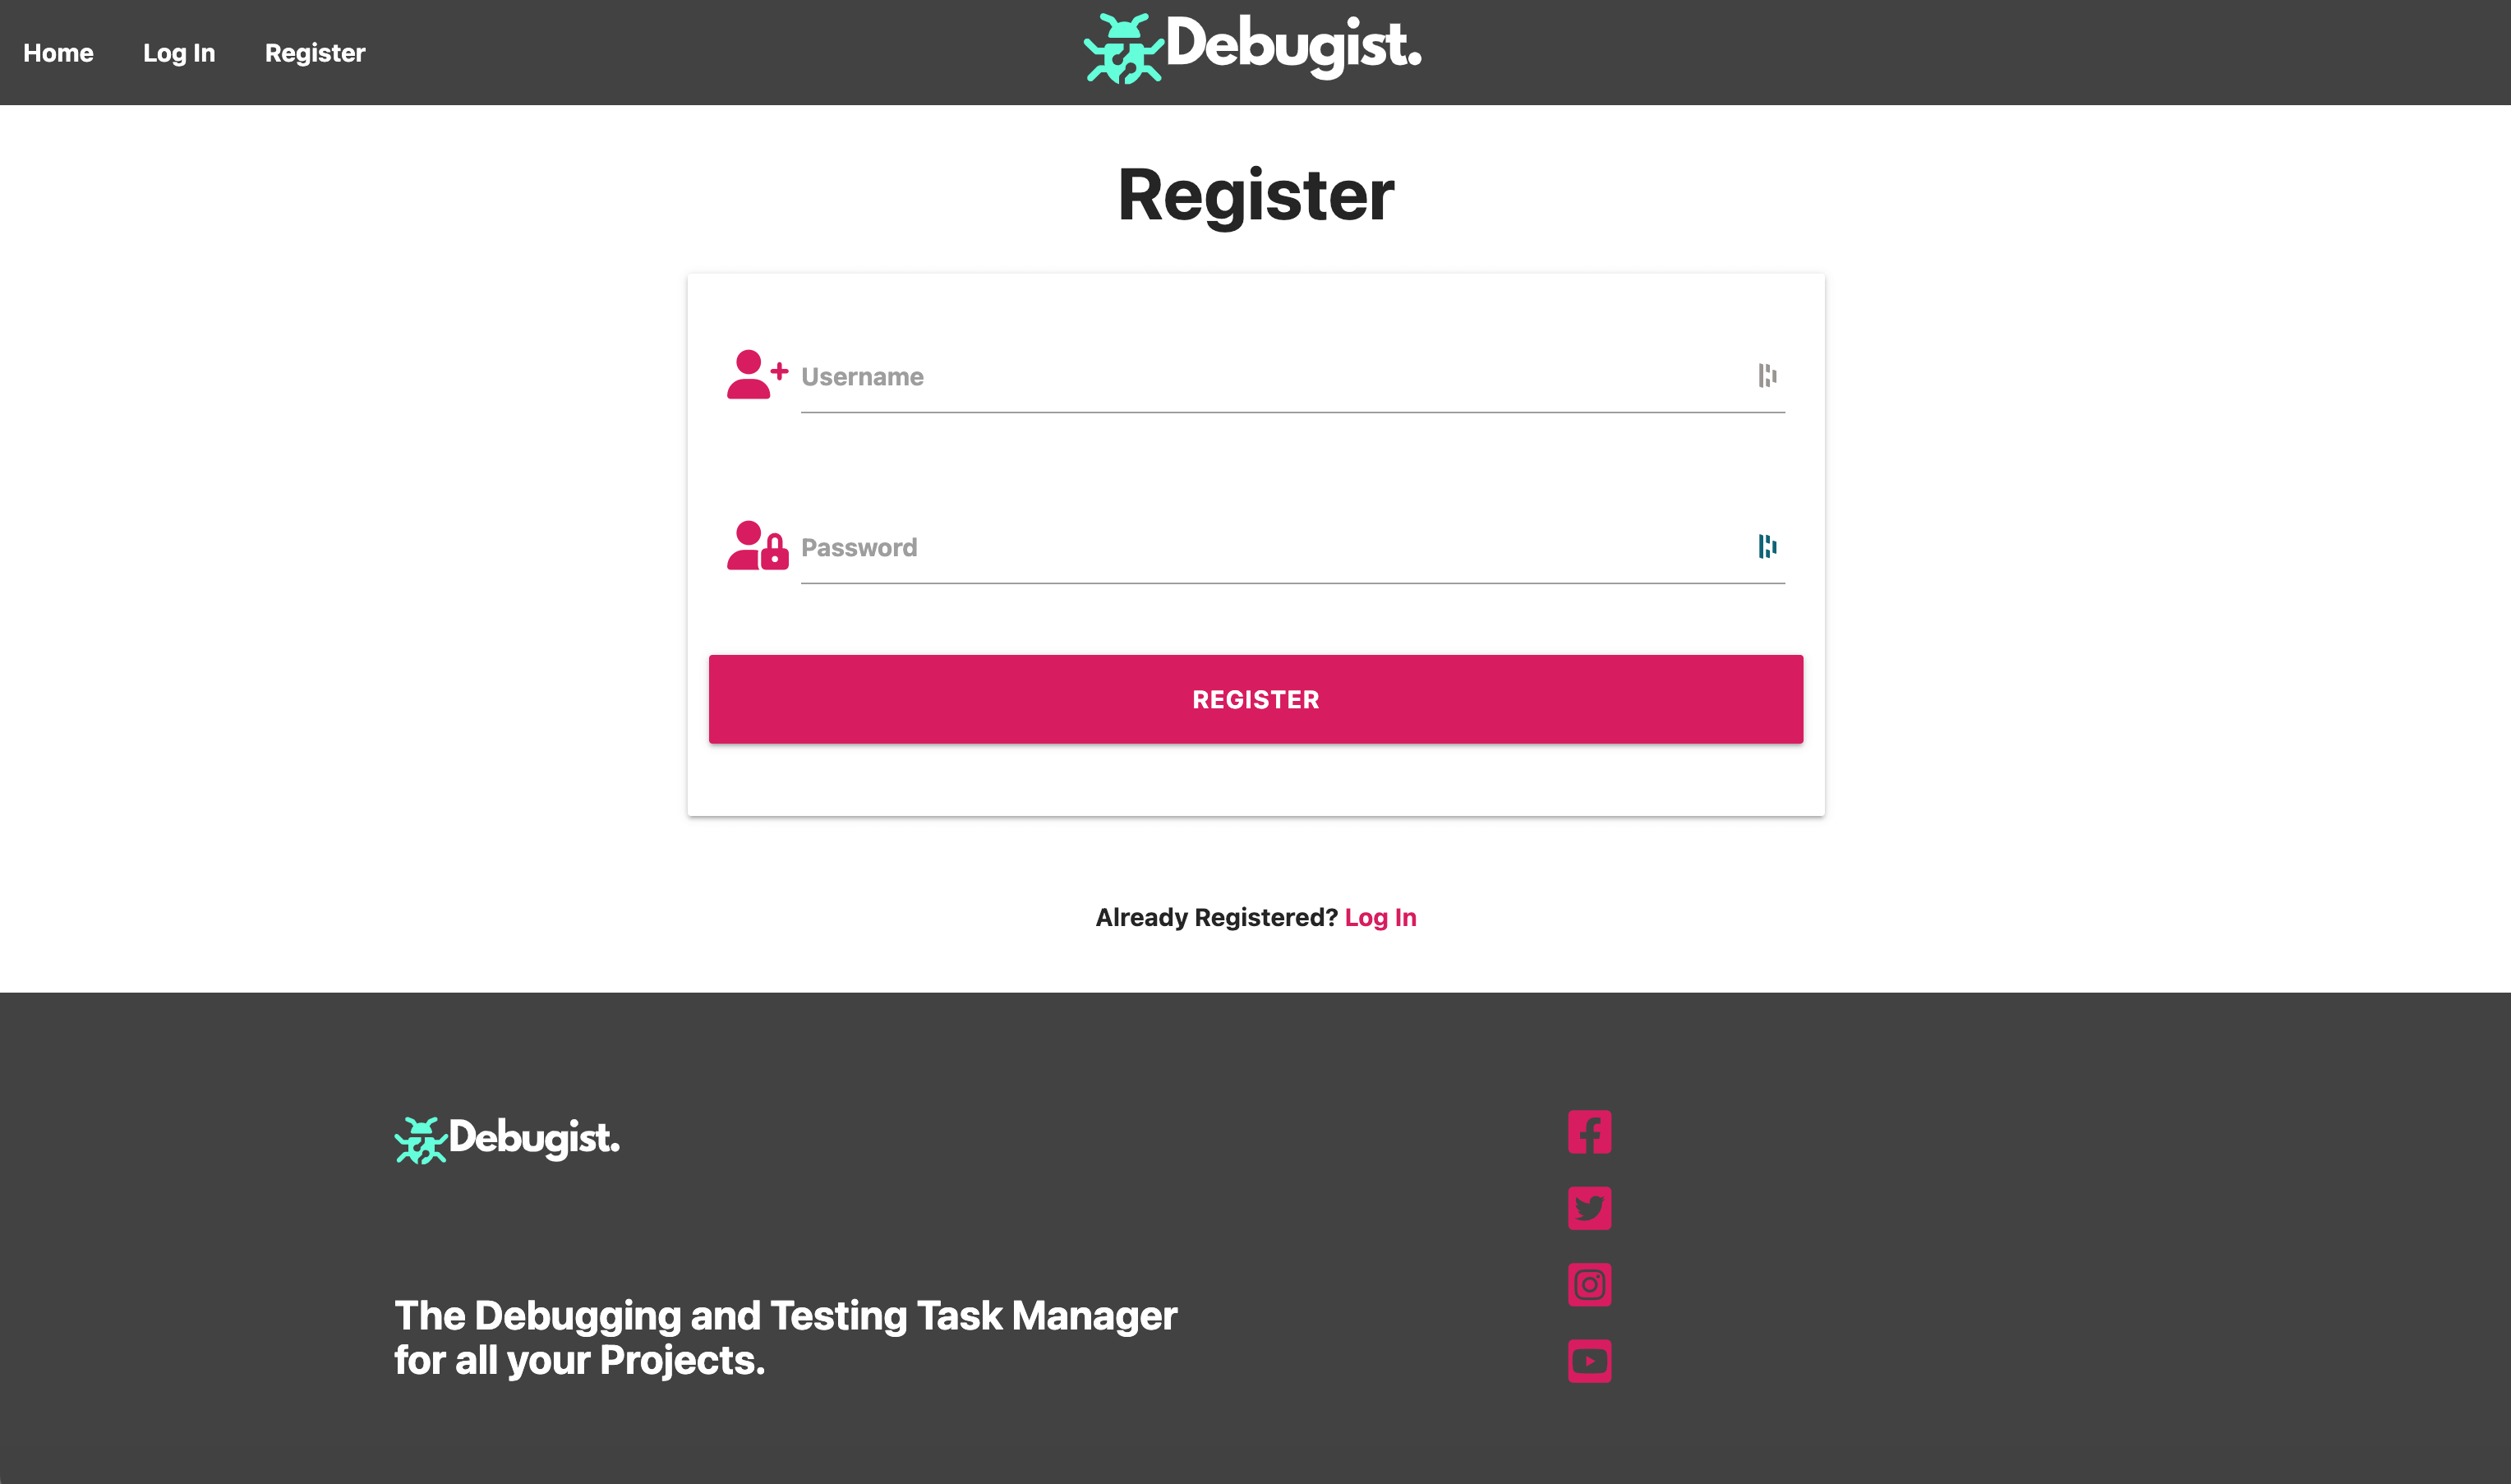 Home Log In Register Debugist.
Register
Username
Password
REGISTER
Already Registered? Log In
Debugist.
The Debugging and Testing Task Manager
for all your Projects.